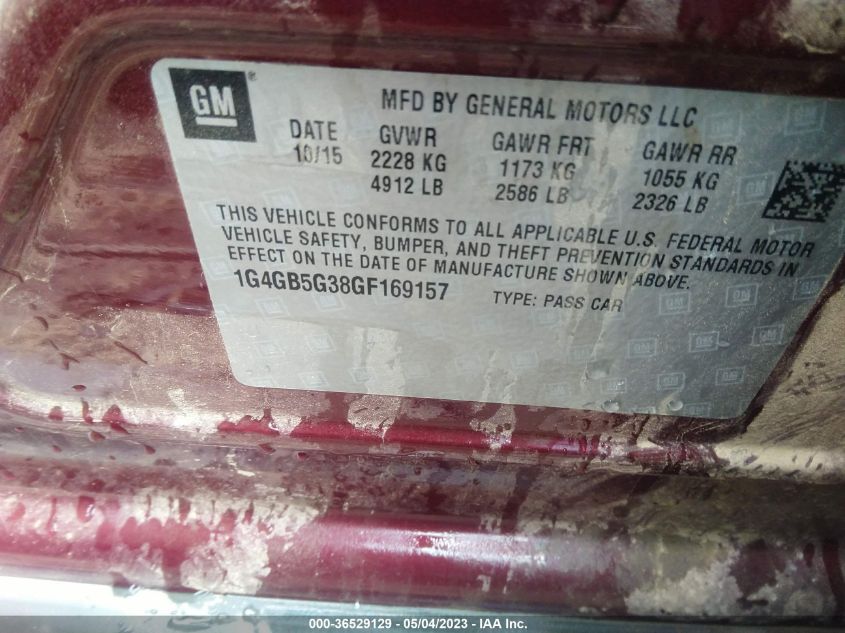 GM ®
MFD BY GENERAL MOTORS LLC
DATE GVWR GAWR FRT GAWR RR
10/15 2228 KG 1173 KG 1055 KG
4912 LB 2586 LB 2326 LB
THIS VEHICLE CONFORMS TO ALL APPLICABLE U.S. FEDERAL MOTOR
VEHICLE SAFETY, BUMPER, AND THEFT PREVENTION STANDARDS IN
EFFECT ON THE DATE OF MANUFACTURE SHOWN ABOVE.
1G4GB5G38GF169157 TYPE: PASS CAR
000-36529129 - 05/04/2023 - IAA Inc.